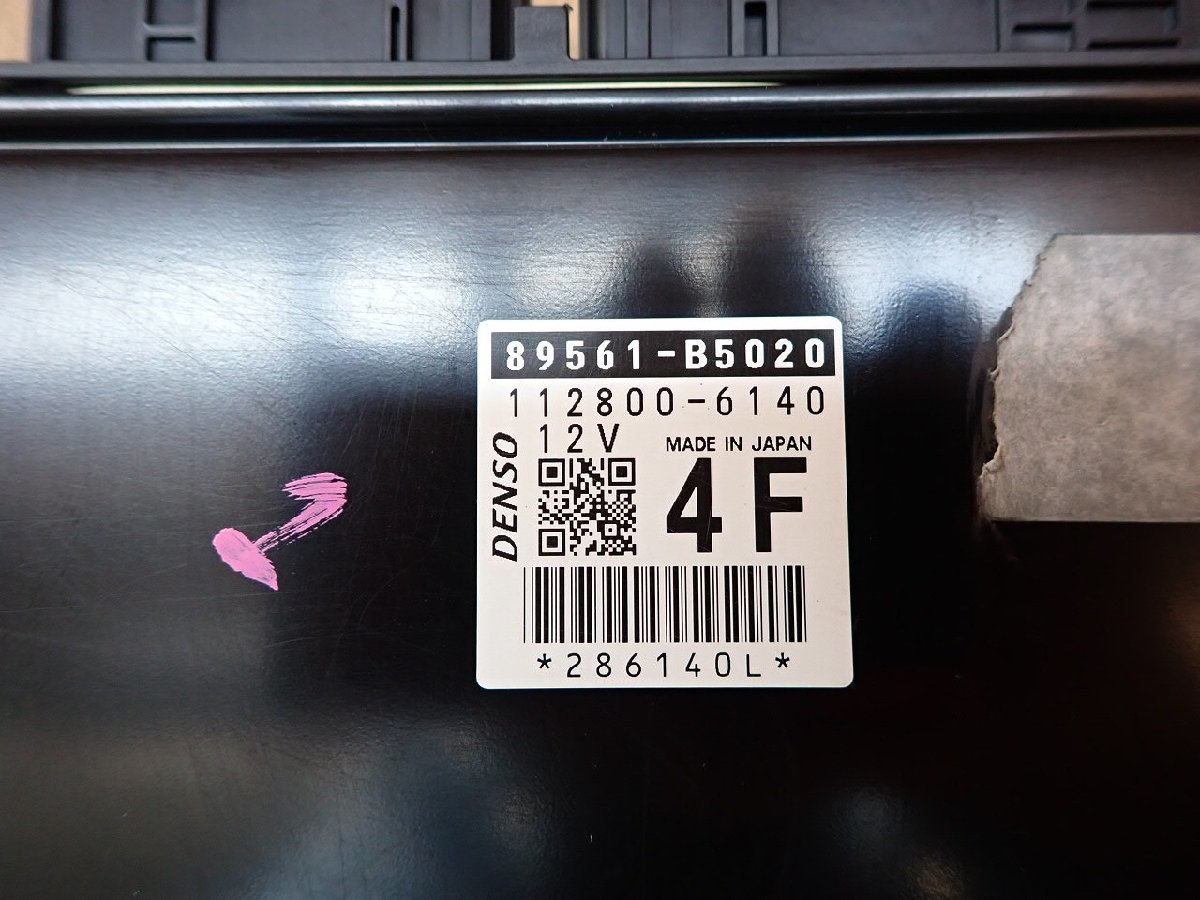 89561-B5020
112800-6140
12V
MADE IN JAPAN
DENSO
4F
*286140L*